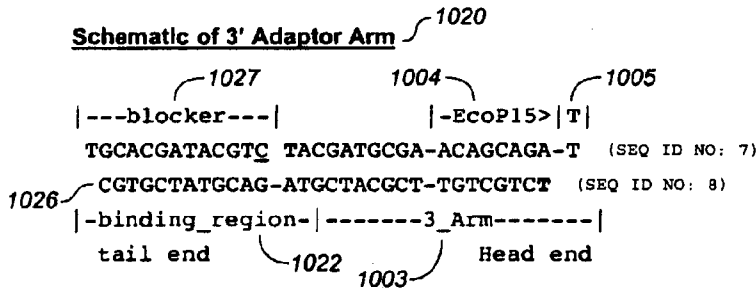 Schematic of 3' Adaptor Arm 1020
1027 1004 1005
|---blocker---| |-EcoP15>|T|
TGCACGATACGTC TACGATGCGA-ACAGCAGA-T (SEQ ID NO: 7)
1026 CGTGCTATGCAG-ATGCTACGCT-TGTCGTCT (SEQ ID NO: 8)
|-binding_region-|-------3_Arm-------|
tail end 1022 1003 Head end